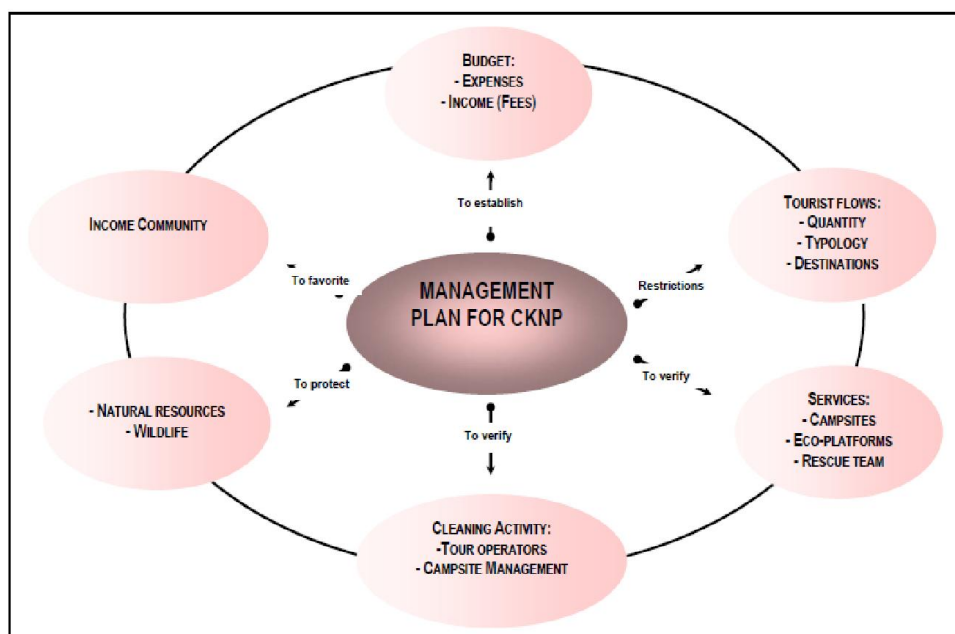 BUDGET:
- EXPENSES
- INCOME (FEES)
To establish
INCOME COMMUNITY
TOURIST FLOWS:
- QUANTITY
- TYPOLOGY
- DESTINATIONS
To favorite
MANAGEMENT
PLAN FOR CKNP
Restrictions
To protect
To verify
- NATURAL RESOURCES
- WILDLIFE
To verify
SERVICES:
- CAMPSITES
- ECO-PLATFORMS
- RESCUE TEAM
CLEANING ACTIVITY:
-TOUR OPERATORS
- CAMPSITE MANAGEMENT